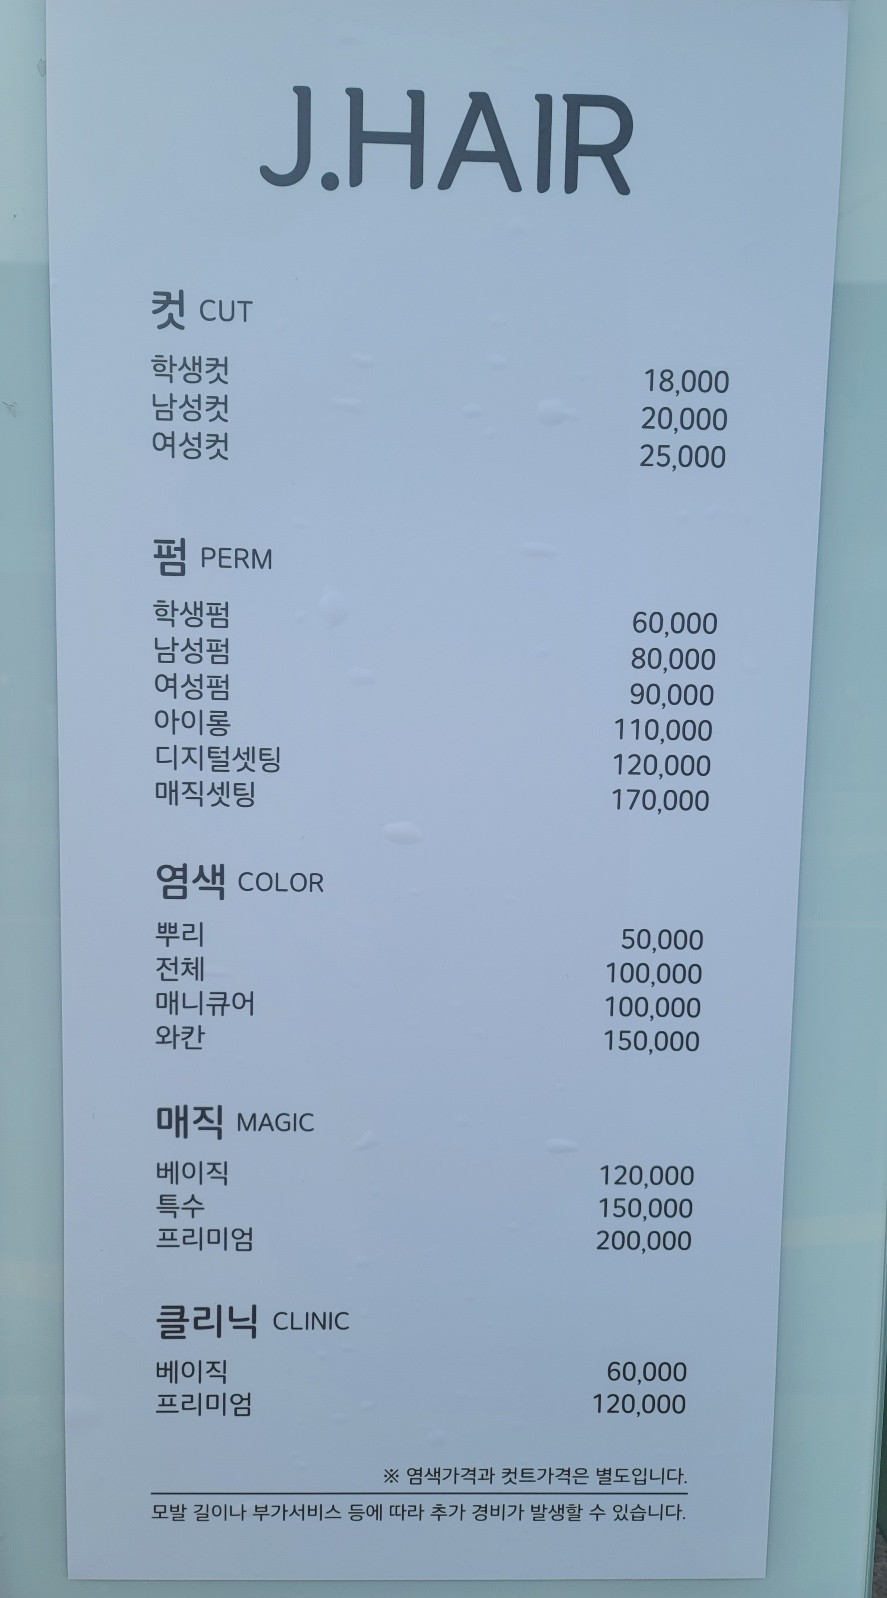 J.HAIR
컷 CUT
학생컷 18,000
남성컷 20,000
여성컷 25,000
펌 PERM
학생펌 60,000
남성펌 80,000
여성펌 90,000
아이롱 110,000
디지털셋팅 120,000
매직셋팅 170,000
염색 COLOR
뿌리 50,000
전체 100,000
매니큐어 100,000
와칸 150,000
매직 MAGIC
베이직 120,000
특수 150,000
프리미엄 200,000
클리닉 CLINIC
베이직 60,000
프리미엄 120,000
※ 염색가격과 컷트가격은 별도입니다.
모발 길이나 부가서비스 등에 따라 추가 경비가 발생할 수 있습니다.